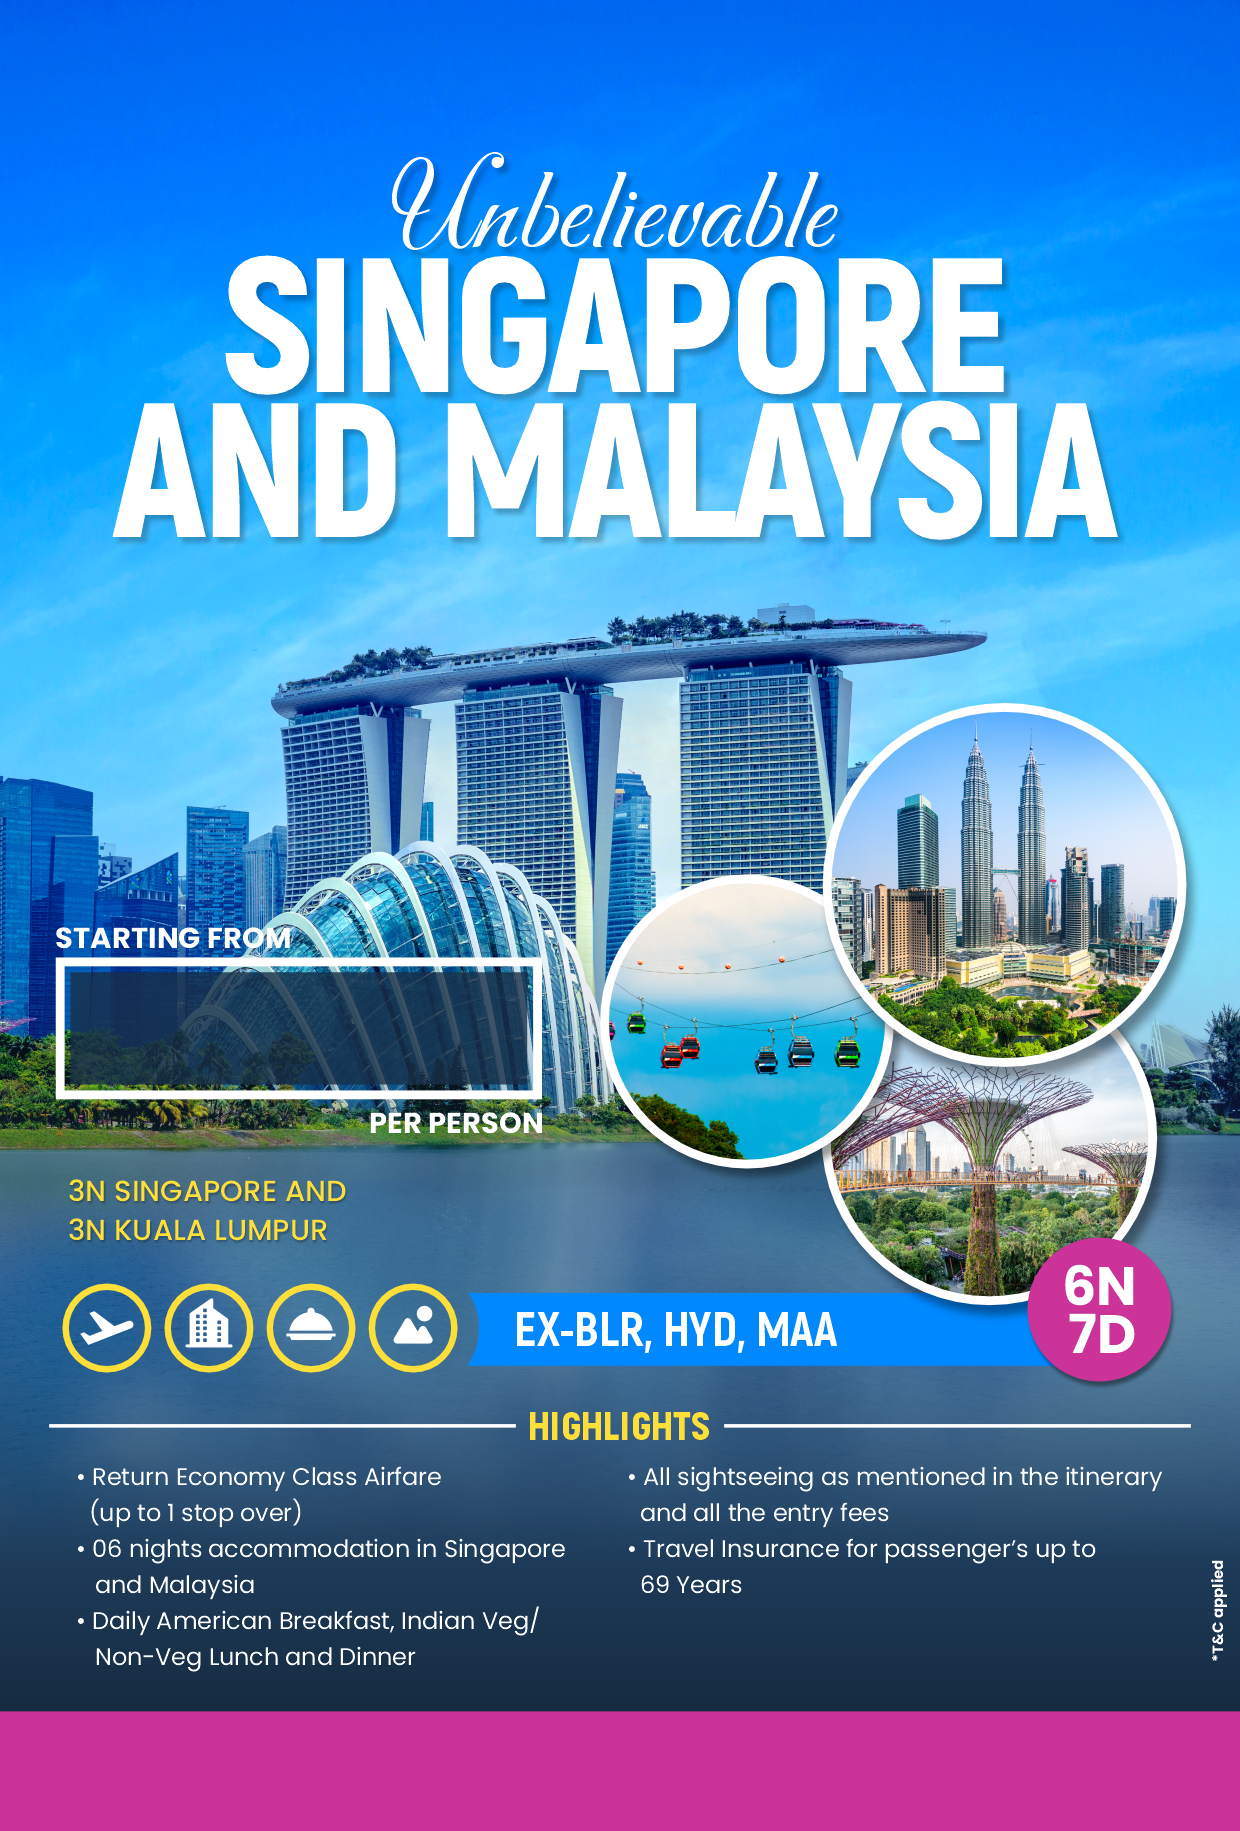 Unbelievable
SINGAPORE
AND MALAYSIA
STARTING FROM
PER PERSON
3N SINGAPORE AND
3N KUALA LUMPUR
EX-BLR, HYD, MAA
6N
7D
HIGHLIGHTS
• Return Economy Class Airfare
(up to 1 stop over)
• 06 nights accommodation in Singapore
and Malaysia
• Daily American Breakfast, Indian Veg/
Non-Veg Lunch and Dinner
• All sightseeing as mentioned in the itinerary
and all the entry fees
• Travel Insurance for passenger’s up to
69 Years
*T&C applied